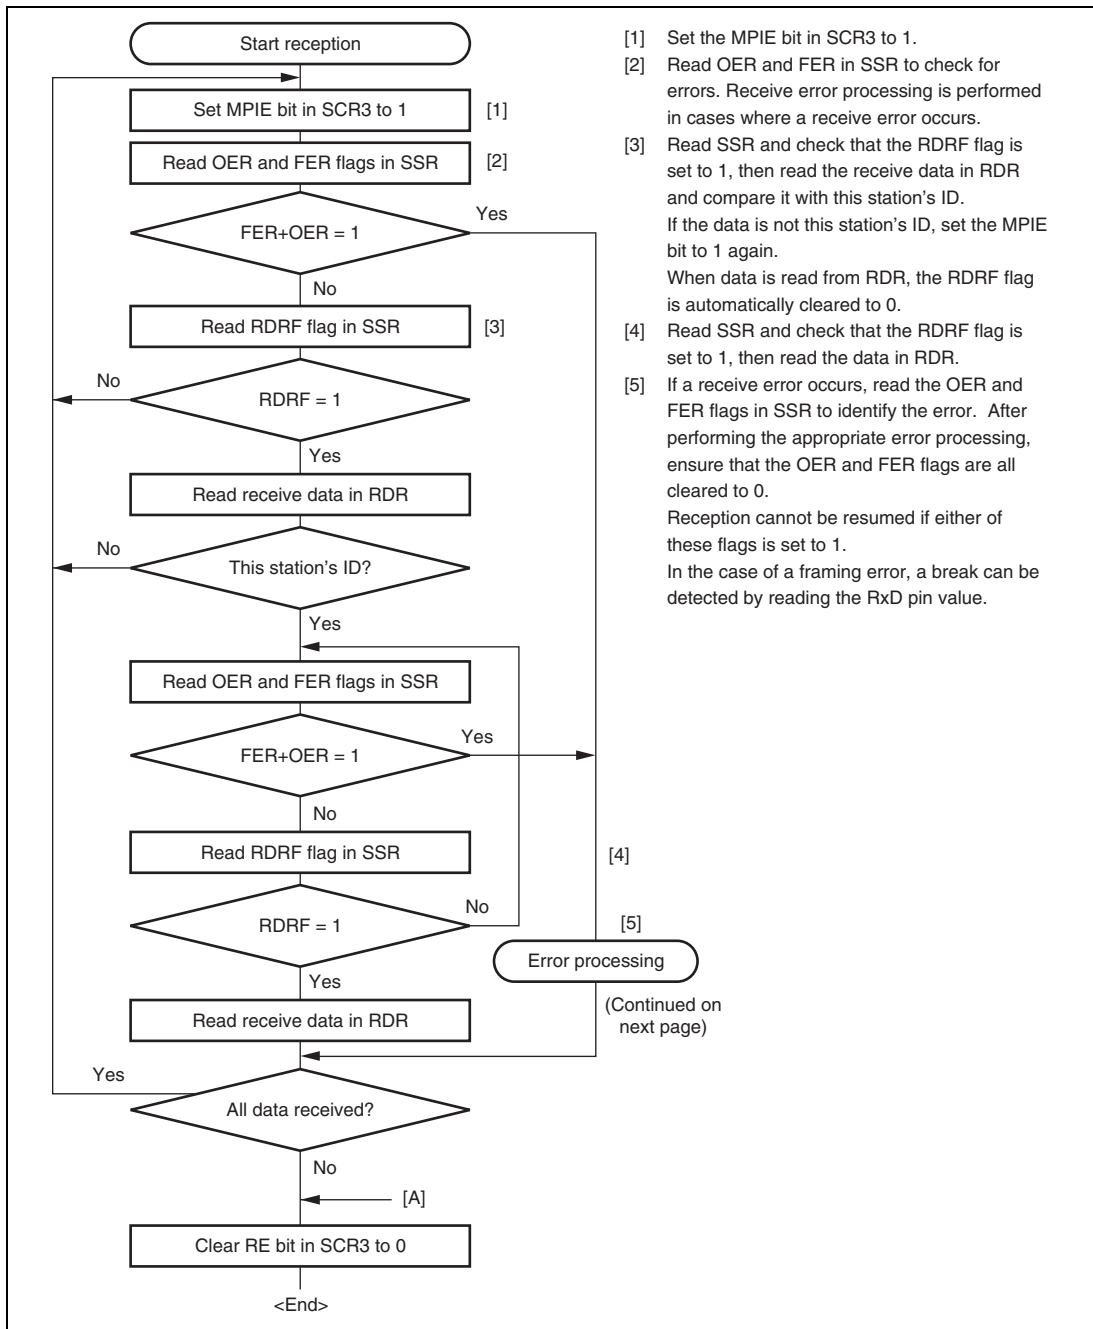 Start reception
Set MPIE bit in SCR3 to 1
[1]
Read OER and FER flags in SSR
[2]
Yes
FER+OER = 1
No
Read RDRF flag in SSR
[3]
No
RDRF = 1
Yes
Read receive data in RDR
No
This station's ID?
Yes
Read OER and FER flags in SSR
Yes
FER+OER = 1
No
Read RDRF flag in SSR
[4]
No
RDRF = 1
[5]
Error processing
Yes
(Continued on
next page)
Read receive data in RDR
Yes
All data received?
No
[A]
Clear RE bit in SCR3 to 0
<End>
[1] Set the MPIE bit in SCR3 to 1.
[2] Read OER and FER in SSR to check for
errors. Receive error processing is performed
in cases where a receive error occurs.
[3] Read SSR and check that the RDRF flag is
set to 1, then read the receive data in RDR
and compare it with this station's ID.
If the data is not this station's ID, set the MPIE
bit to 1 again.
When data is read from RDR, the RDRF flag
is automatically cleared to 0.
[4] Read SSR and check that the RDRF flag is
set to 1, then read the data in RDR.
[5] If a receive error occurs, read the OER and
FER flags in SSR to identify the error. After
performing the appropriate error processing,
ensure that the OER and FER flags are all
cleared to 0.
Reception cannot be resumed if either of
these flags is set to 1.
In the case of a framing error, a break can be
detected by reading the RxD pin value.